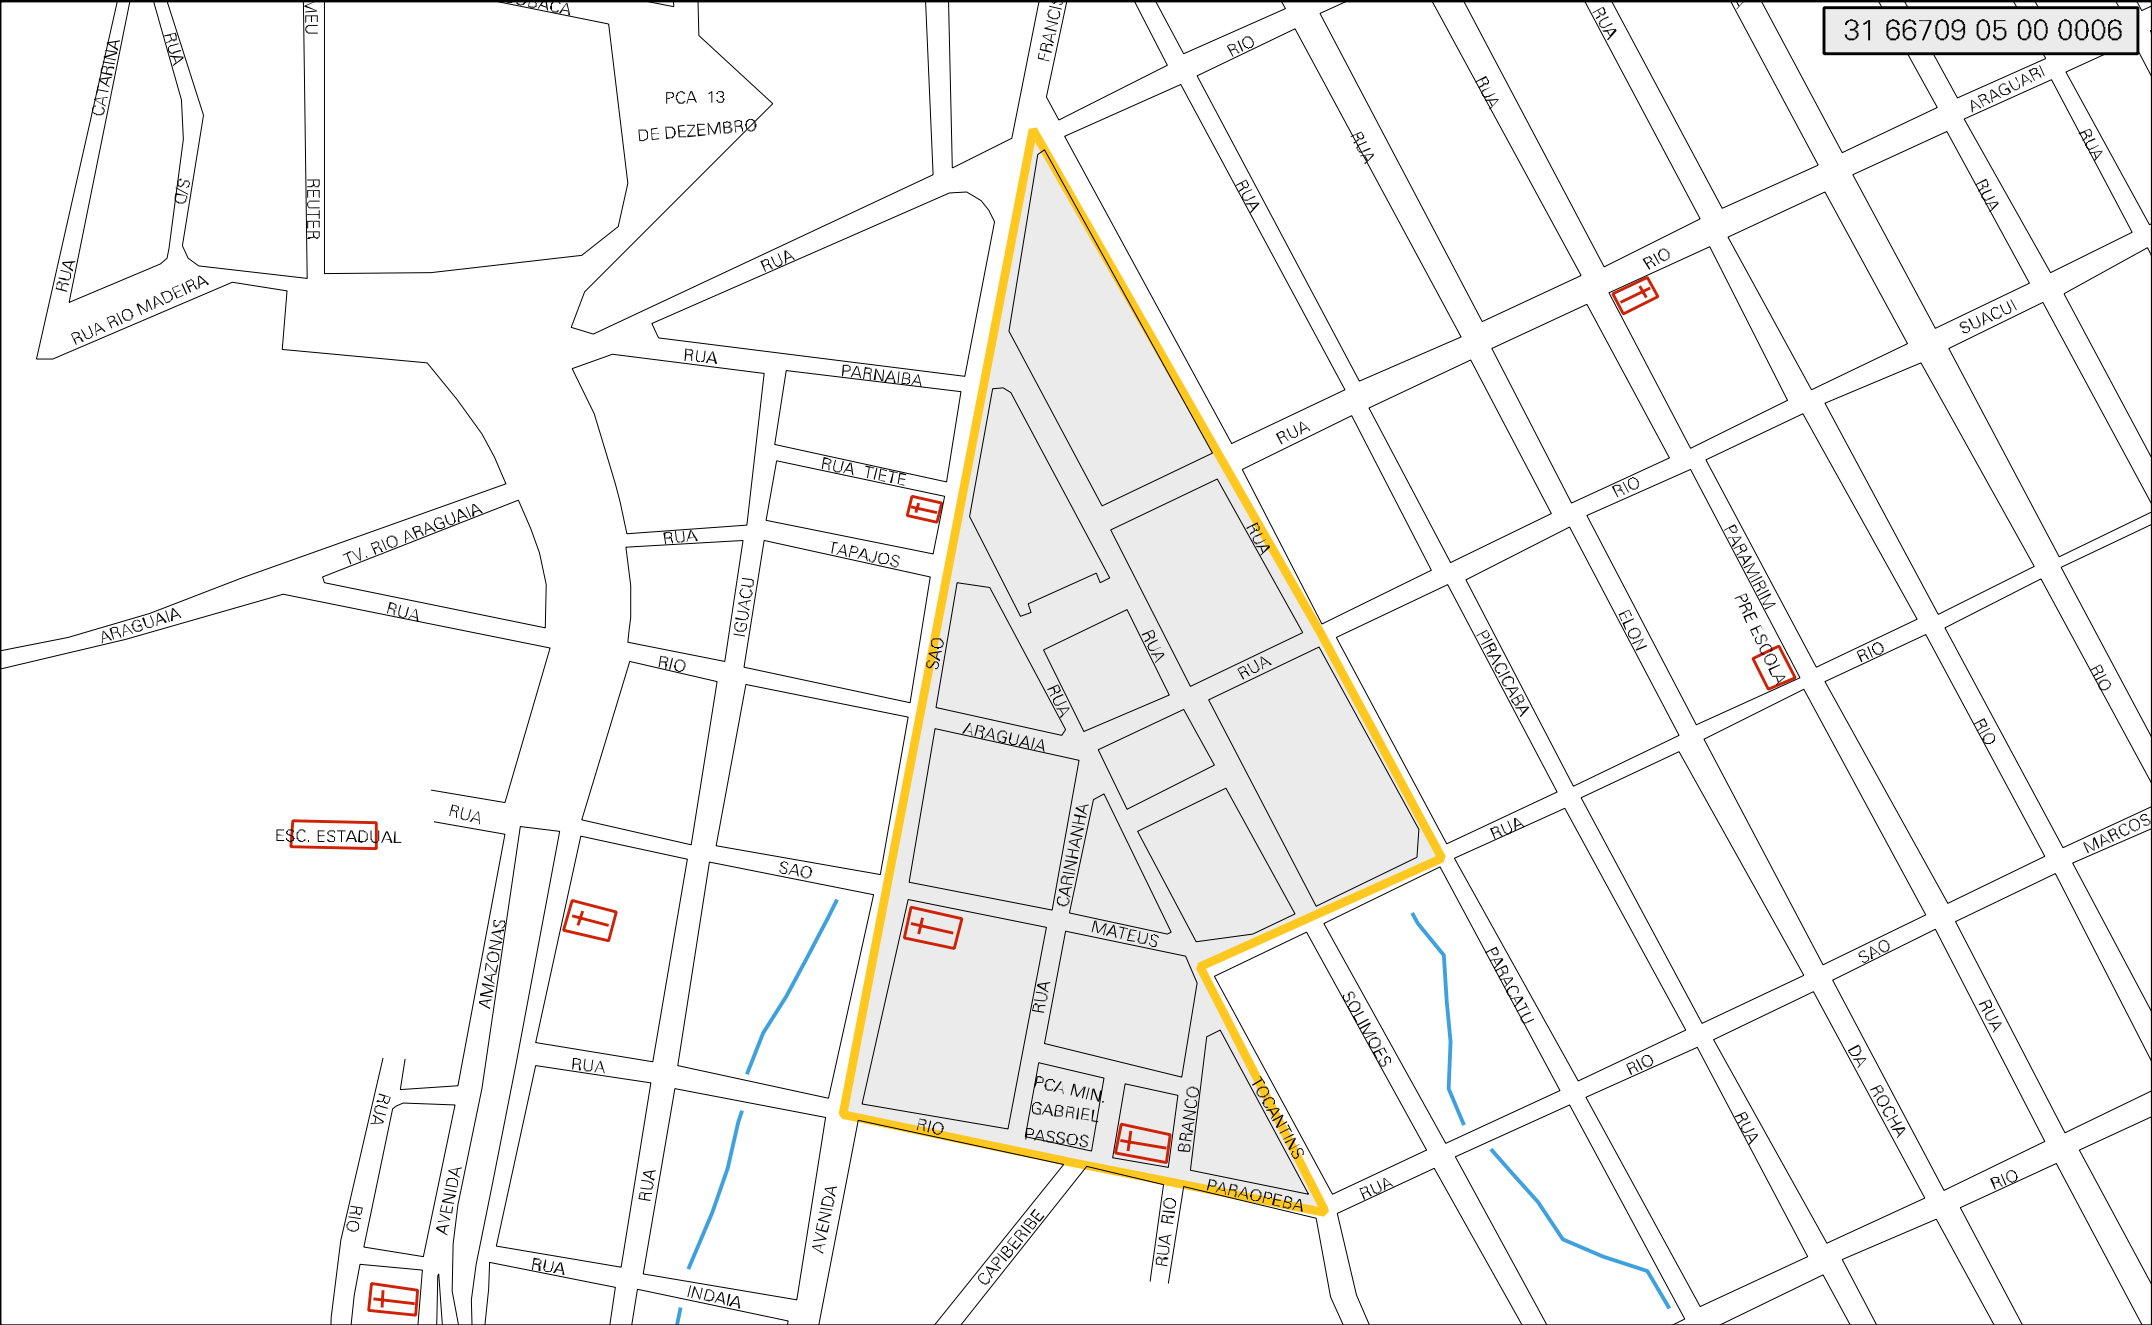 31 66709 05 00 0006
RUA
CATARINA
RUA
S/D
MEU
REUTER
RUA RIO MADEIRA
PCA 13
DE DEZEMBRO
FRANCIS
RIO
RUA
RUA
RUA
RUA
ARAGUARI
RUA
RUA
RUA
RIO
SUACUI
RUA
PARNAIBA
RUA TIETE
RUA
RUA
TAPAJOS
TV. RIO ARAGUAIA
ARAGUAIA
RUA
RIO
IGUACU
SAO
RUA
RUA
RUA
RUA
ARAGUAIA
RIO
PARAMIRIM
PRE ESCOLA
ELON
PIRACICABA
RIO
RIO
RIO
RUA
ESC. ESTADUAL
SAO
CARINHANHA
MATEUS
RUA
MARCOS
AMAZONAS
RUA
PARACATU
SOLIMOES
SAO
RUA
RUA
RIO
DA
ROCHA
PCA MIN.
GABRIEL
PASSOS
BRANCO
TOCANTINS
RUA
RIO
RUA
RIO
AVENIDA
RUA
AVENIDA
PARAOPEBA
RUA
RIO
CAPIBERIBE
RUA RIO
RUA
INDAIA